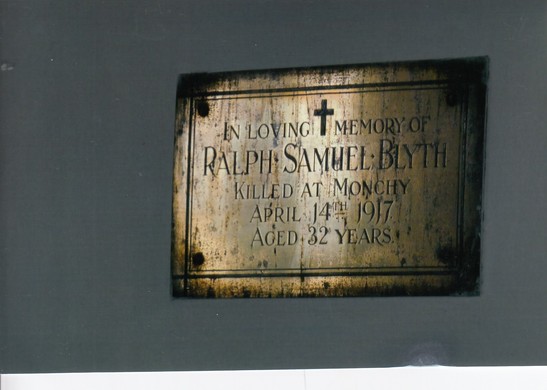 IN LOVING MEMORY OF
RALPH · SAMUEL · BLYTH
KILLED AT MONCHY
APRIL 14TH 1917
AGED 32 YEARS.